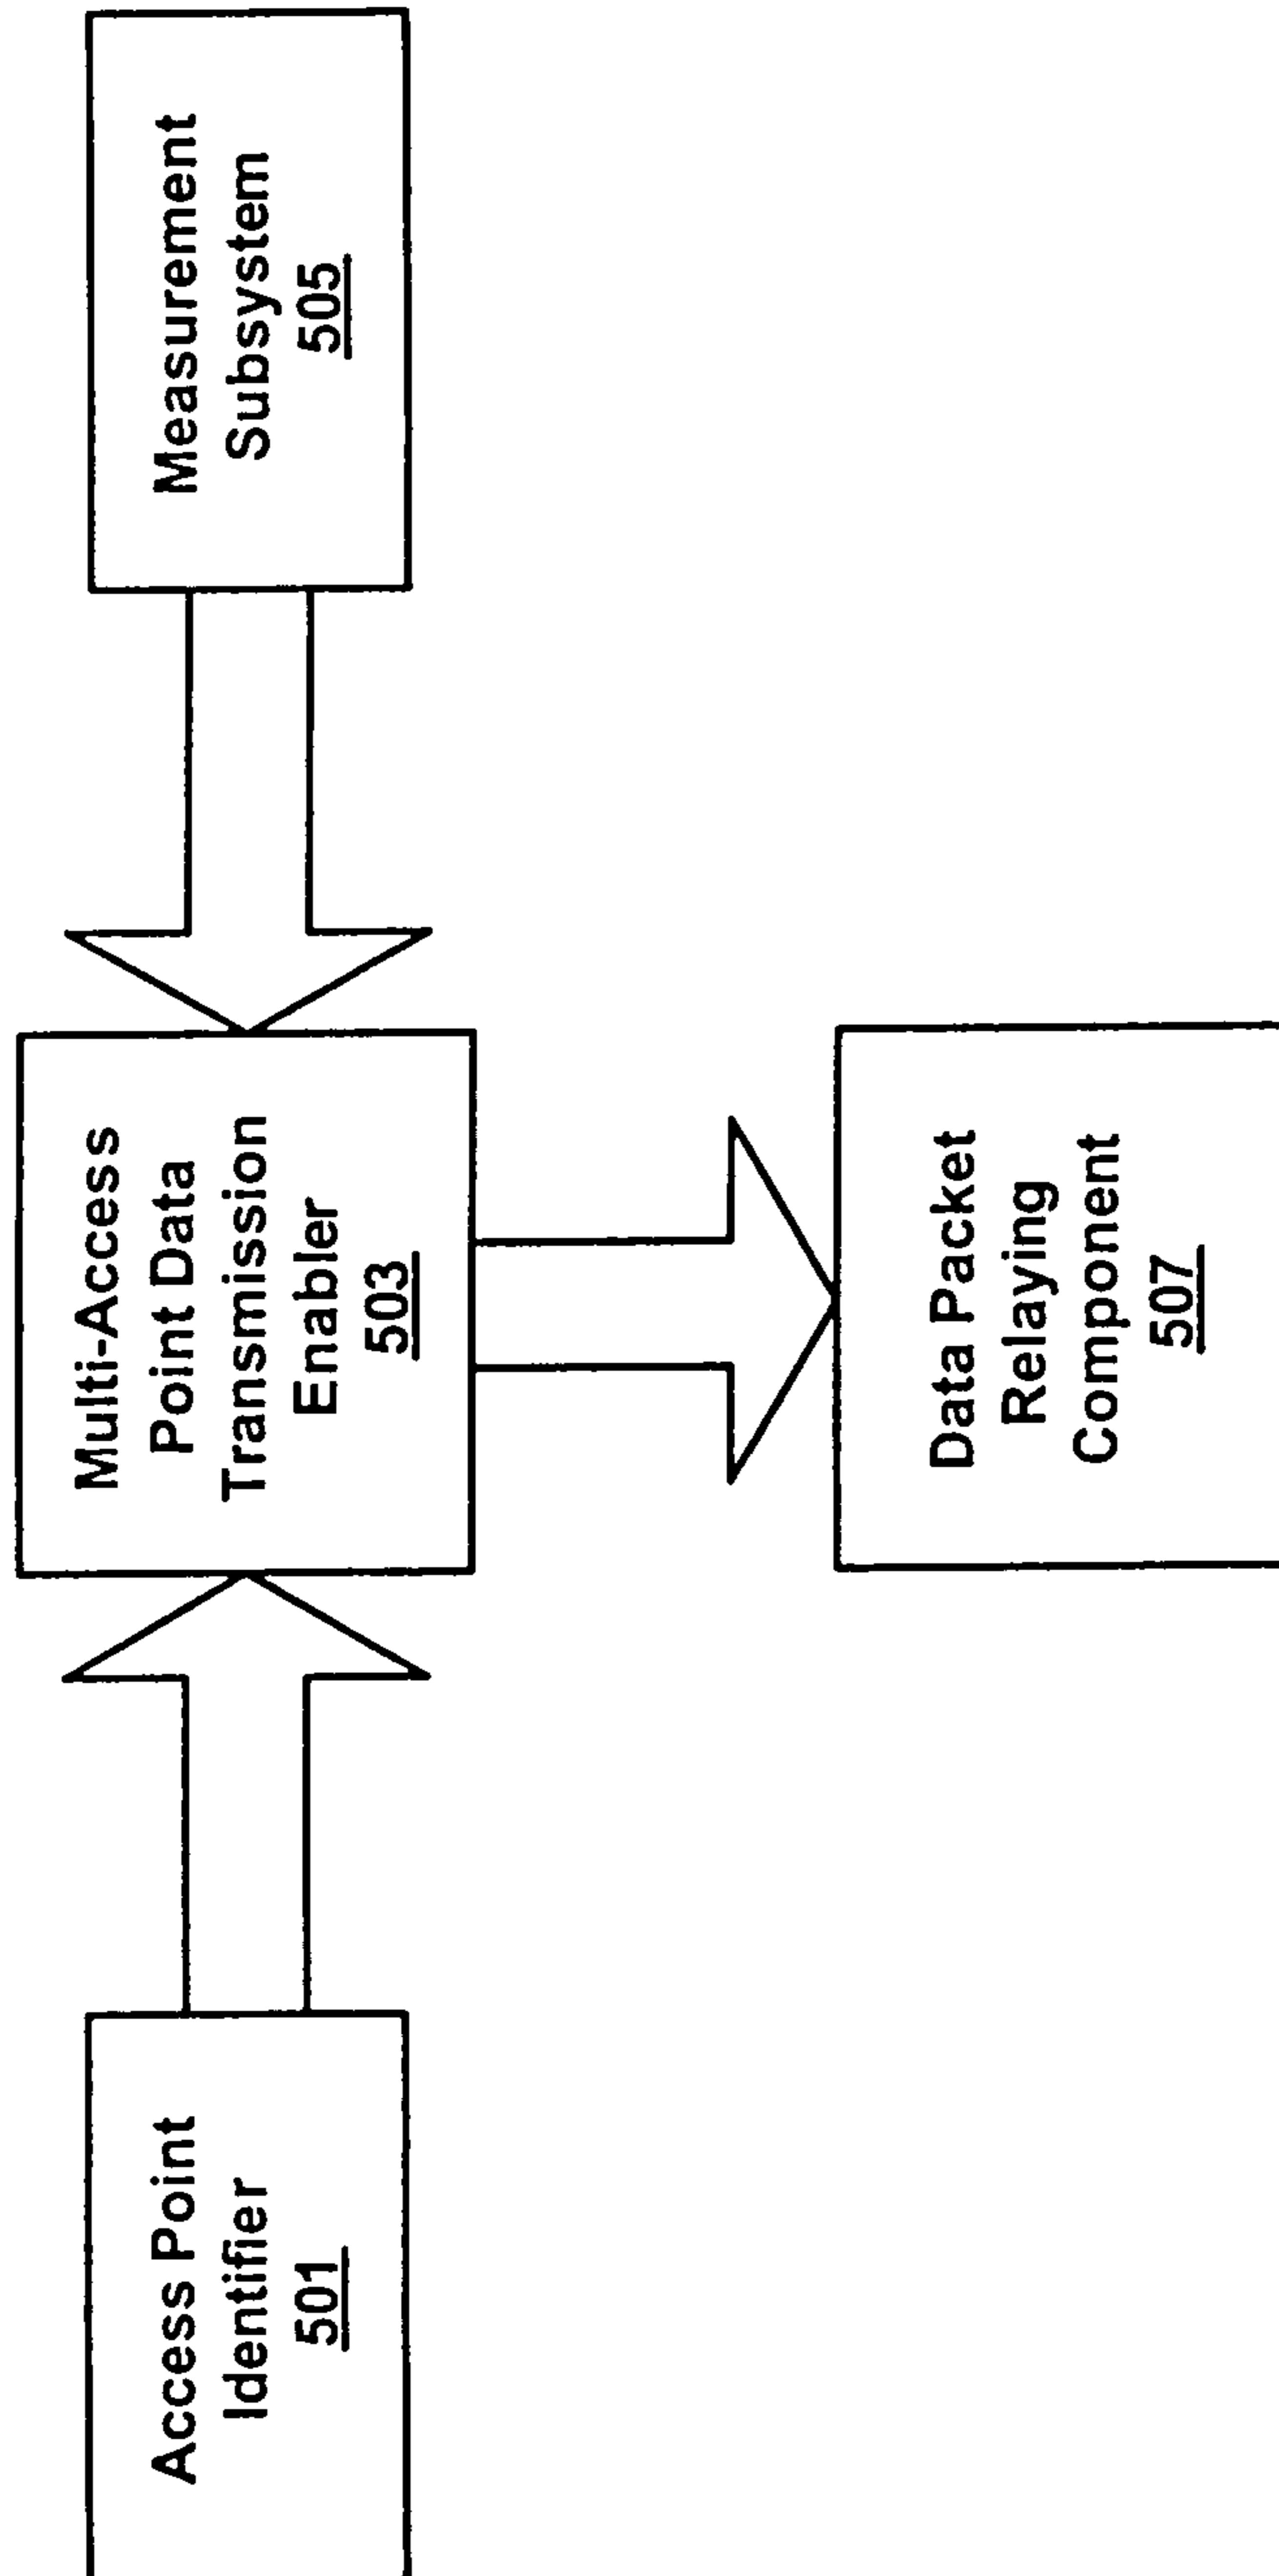 Access Point
Identifier
501
Multi-Access
Point Data
Transmission
Enabler
503
Measurement
Subsystem
505
Data Packet
Relaying
Component
507